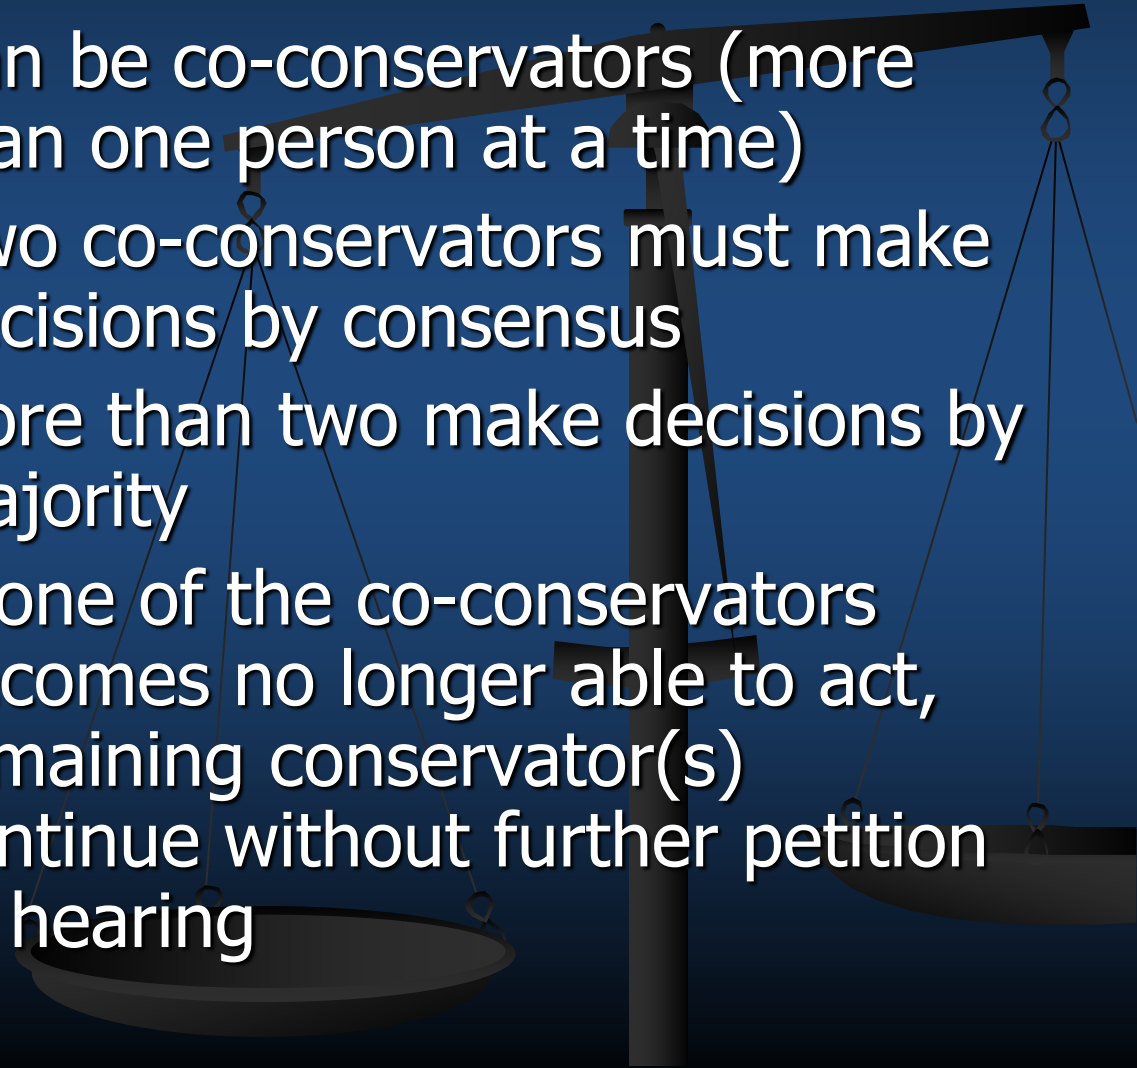 n be co-conservators (more
an one person at a time)
wo co-conservators must make
cisions by consensus
ore than two make decisions by
ajority
one of the co-conservators
comes no longer able to act,
maining conservator(s)
ntinue without further petition
hearing